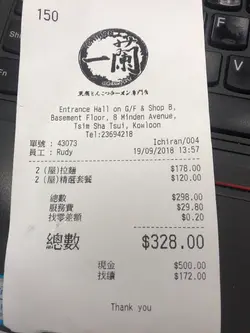 150
一蘭
天然とんこつラーメン専門店
Entrance Hall on G/F & Shop B,
Basement Floor, 8 Minden Avenue,
Tsim Sha Tsui, Kowloon
Tel:23694218
單號 : 43073 Ichiran/004
員工 : Rudy 19/09/2018 13:57
2 (屋)拉麵 $178.00
2 (屋)精選套餐 $120.00
總數 $298.00
服務費 $29.80
找零差額 $0.20
總數 $328.00
現金 $500.00
找續 $172.00
Thank you